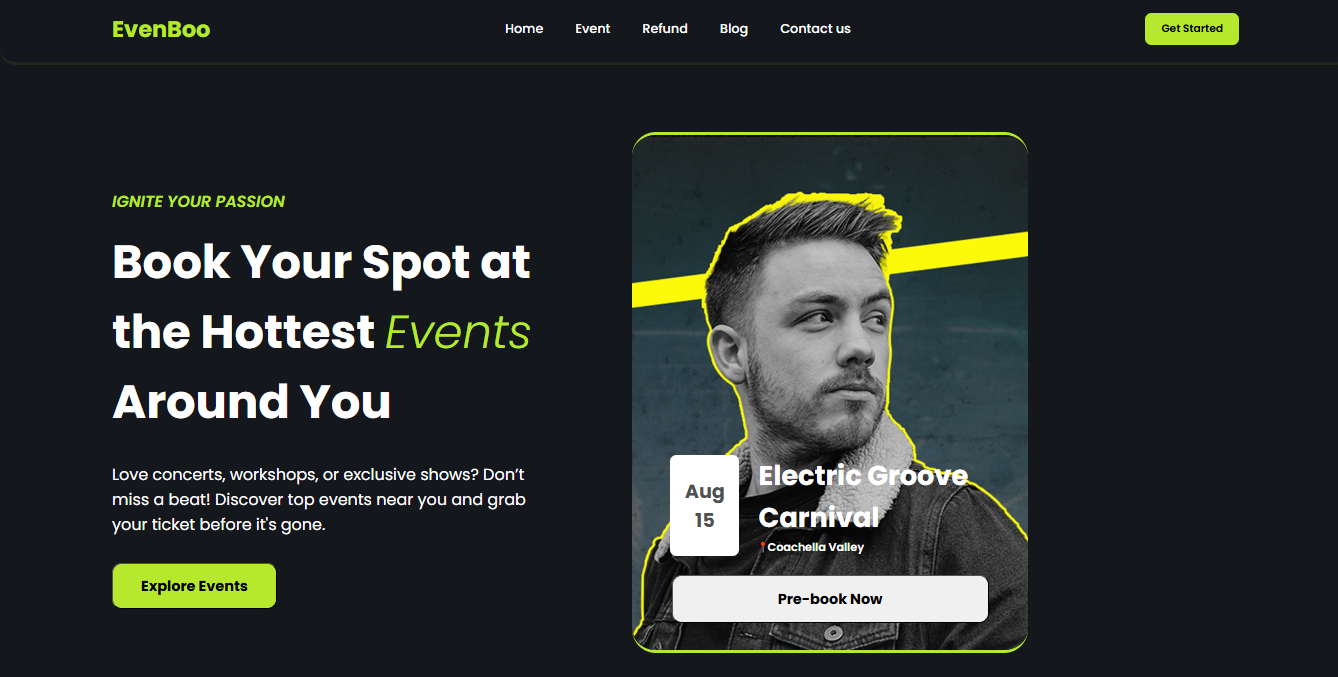 EvenBoo
Home
Event
Refund
Blog
Contact us
Get Started
IGNITE YOUR PASSION
Book Your Spot at
the Hottest Events
Around You
Love concerts, workshops, or exclusive shows? Don’t
miss a beat! Discover top events near you and grab
your ticket before it's gone.
Explore Events
Aug
15
Electric Groove
Carnival
Coachella Valley
Pre-book Now